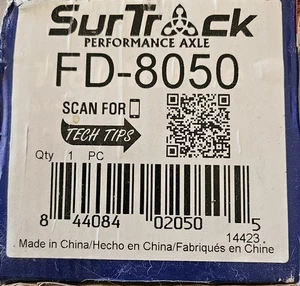 SurTrack
PERFORMANCE AXLE
FD-8050
SCAN FOR
TECH TIPS
Qty 1 PC
8 44084 02050 5
14423
Made in China/Hecho en China/Fabriqués en Chine